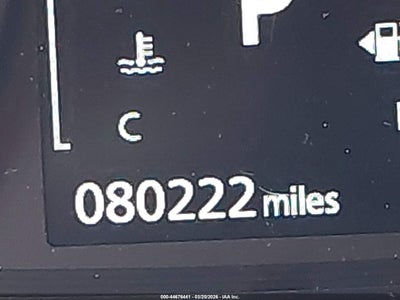 P
C
080222 miles
000-44676441 - 03/20/2026 - IAA Inc.